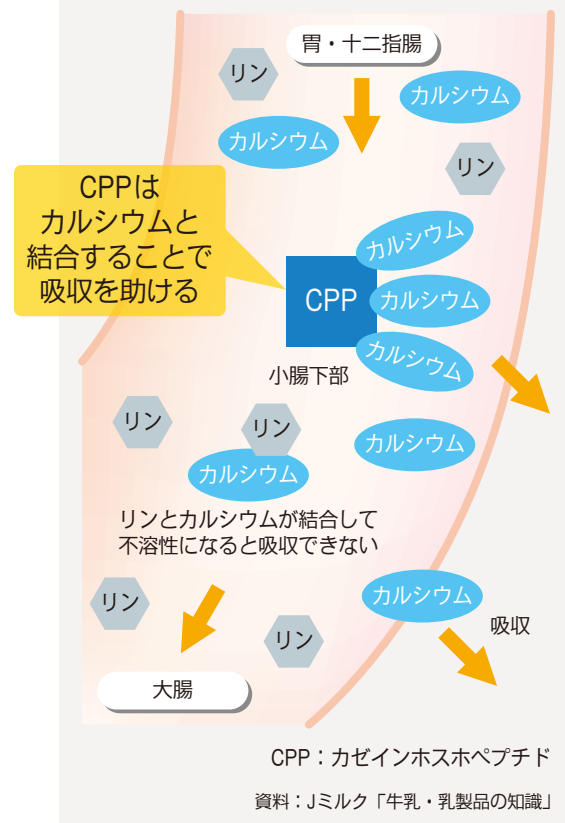 胃・十二指腸
リン
カルシウム
カルシウム
リン
CPPは
カルシウムと
結合することで
吸収を助ける
カルシウム
CPP
カルシウム
カルシウム
小腸下部
リン
リン
カルシウム
カルシウム
リンとカルシウムが結合して
不溶性になると吸収できない
リン
カルシウム
リン
吸収
大腸
CPP：カゼインホスホペプチド
資料：Jミルク「牛乳・乳製品の知識」